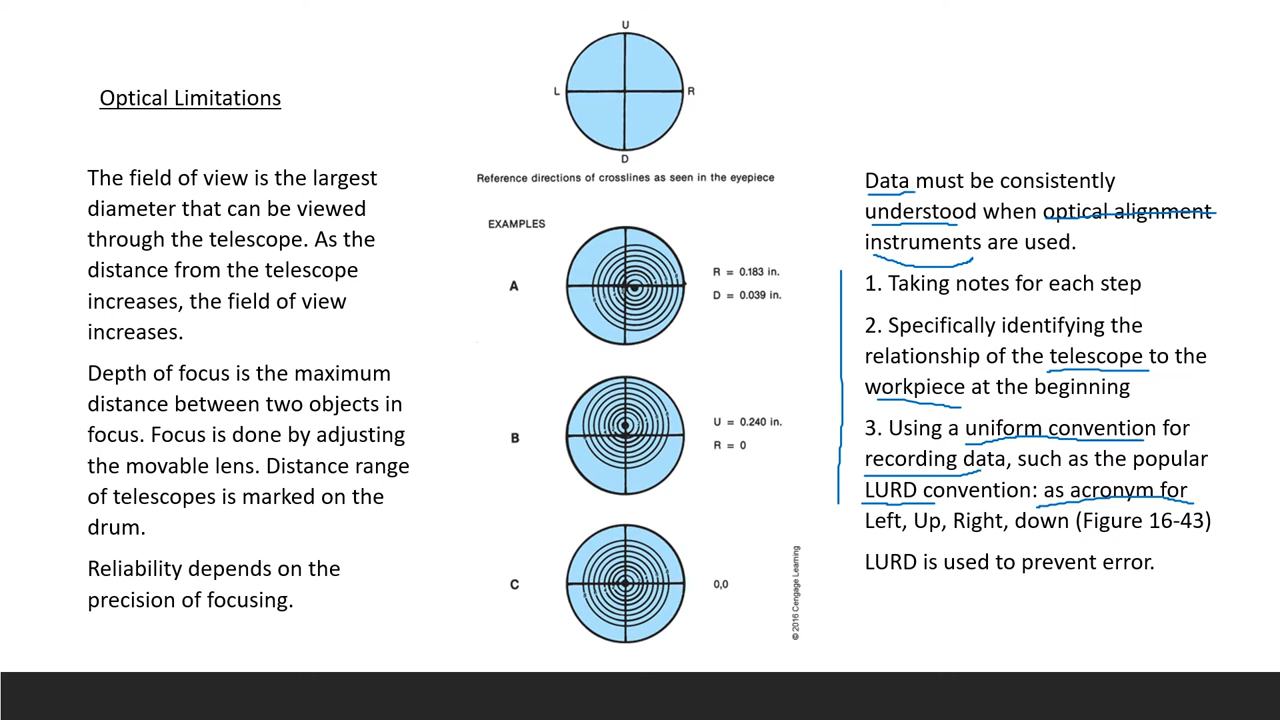 Optical Limitations
The field of view is the largest
diameter that can be viewed
through the telescope. As the
distance from the telescope
increases, the field of view
increases.
Depth of focus is the maximum
distance between two objects in
focus. Focus is done by adjusting
the movable lens. Distance range
of telescopes is marked on the
drum.
Reliability depends on the
precision of focusing.
U
L
R
D
Reference directions of crosslines as seen in the eyepiece
EXAMPLES
A
R = 0.183 in.
D = 0.039 in.
B
U = 0.240 in.
R = 0
C
0,0
© 2016 Cengage Learning
Data must be consistently
understood when optical alignment
instruments are used.
1. Taking notes for each step
2. Specifically identifying the
relationship of the telescope to the
workpiece at the beginning
3. Using a uniform convention for
recording data, such as the popular
LURD convention: as acronym for
Left, Up, Right, down (Figure 16-43)
LURD is used to prevent error.